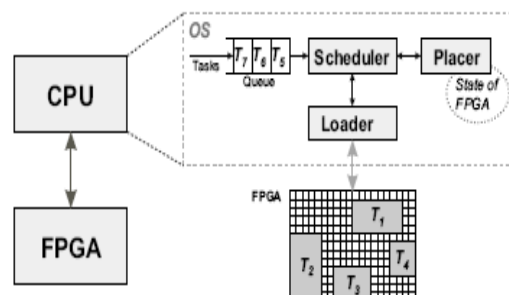 OS
CPU
Tasks
T7 T6 T5
Queue
Scheduler
Placer
State of
FPGA
Loader
FPGA
FPGA
T1
T2
T4
T3